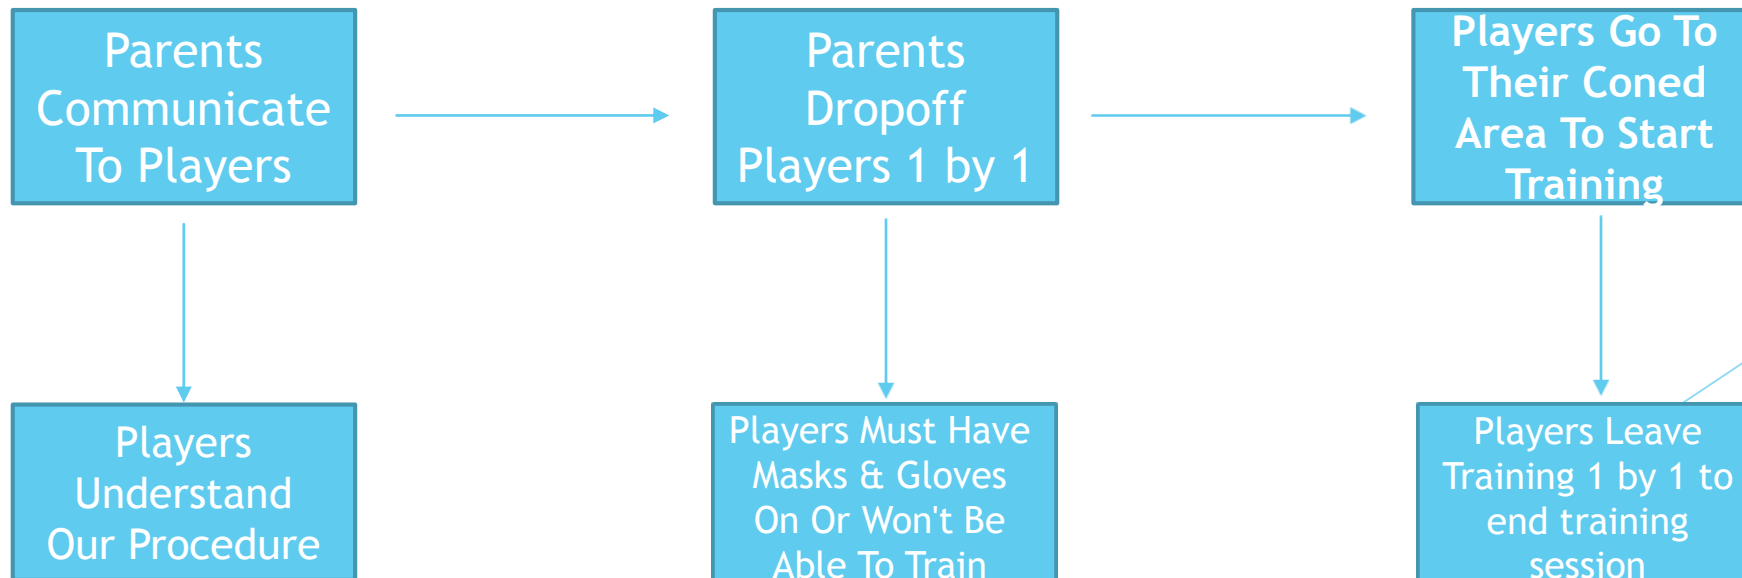 Parents
Communicate
To Players
Parents
Dropoff
Players 1 by 1
Players Go To
Their Coned
Area To Start
Training
Players
Understand
Our Procedure
Players Must Have
Masks & Gloves
On Or Won't Be
Able To Train
Players Leave
Training 1 by 1 to
end training
session